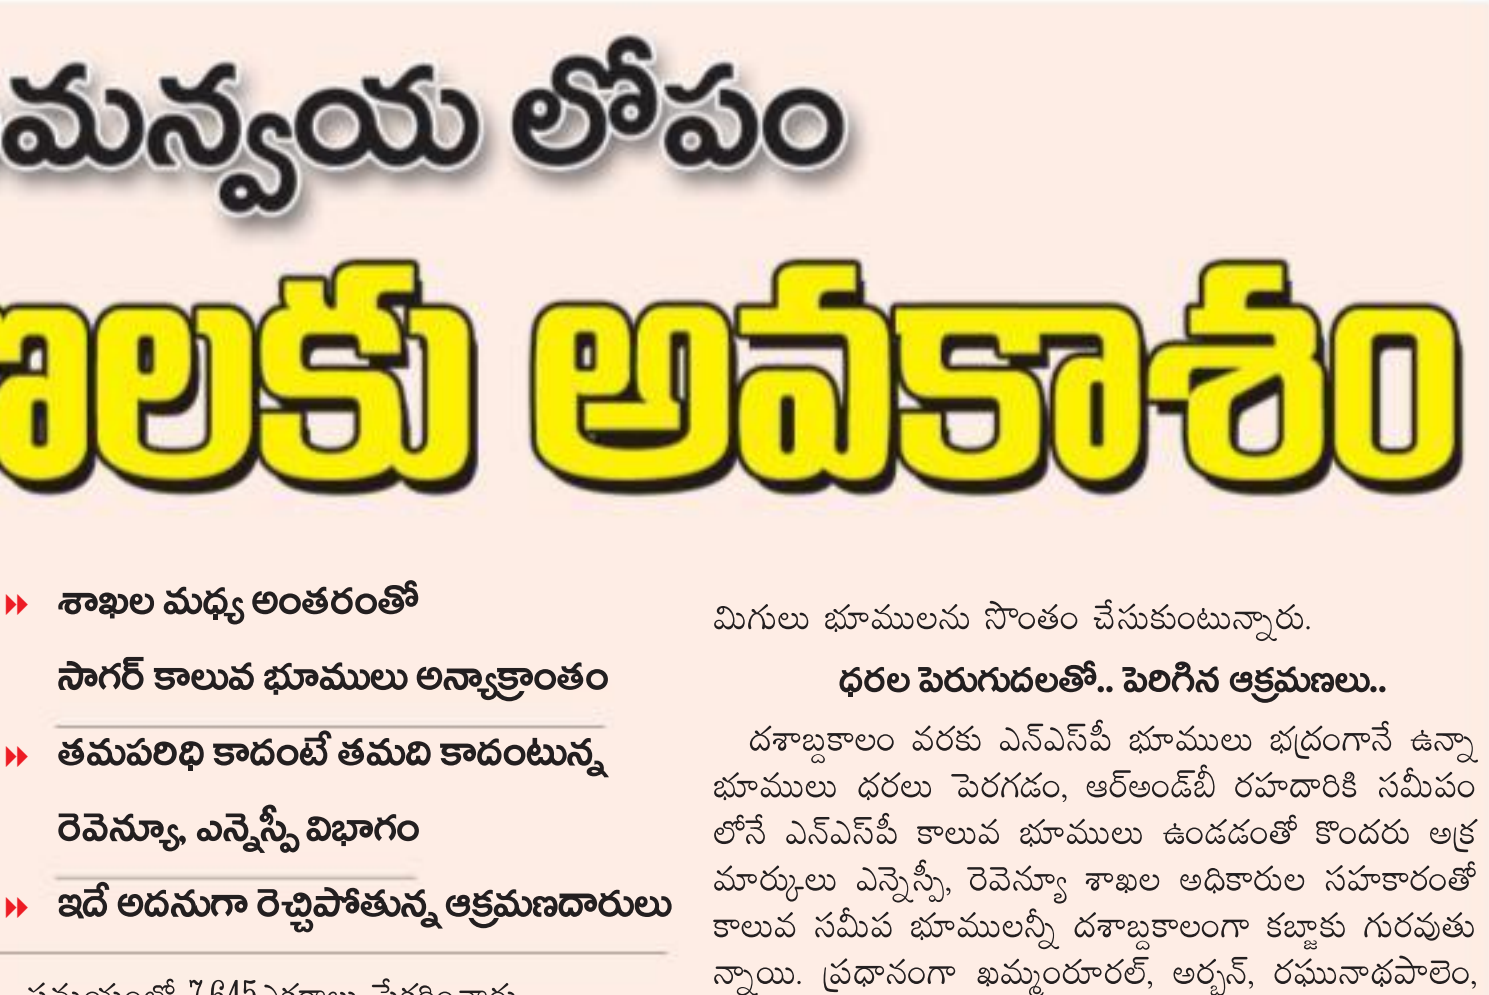 మన్వయ లోపం
అవకాశం
శాఖల మధ్య అంతరంతో
సాగర్ కాలువ భూములు అన్యాక్రాంతం
తమపరిధి కాదంటే తమది కాదంటున్న
రెవెన్యూ, ఎన్నెస్పీ విభాగం
ఇదే అదనుగా రెచ్చిపోతున్న ఆక్రమణదారులు
మిగులు భూములను సొంతం చేసుకుంటున్నారు.
ధరల పెరుగుదలతో.. పెరిగిన ఆక్రమణలు..
దశాబ్దకాలం వరకు ఎన్ఎస్‌పీ భూములు భద్రంగానే ఉన్నా
భూములు ధరలు పెరగడం, ఆర్అండ్‌బీ రహదారికి సమీపం
లోనే ఎన్ఎస్‌పీ కాలువ భూములు ఉండడంతో కొందరు అక్ర
మార్కులు ఎన్నెస్పీ, రెవెన్యూ శాఖల అధికారుల సహకారంతో
కాలువ సమీప భూములన్నీ దశాబ్దకాలంగా కబ్జాకు గురవుతు
న్నాయి. ప్రధానంగా ఖమ్మంరూరల్, అర్బన్, రఘునాథపాలెం,